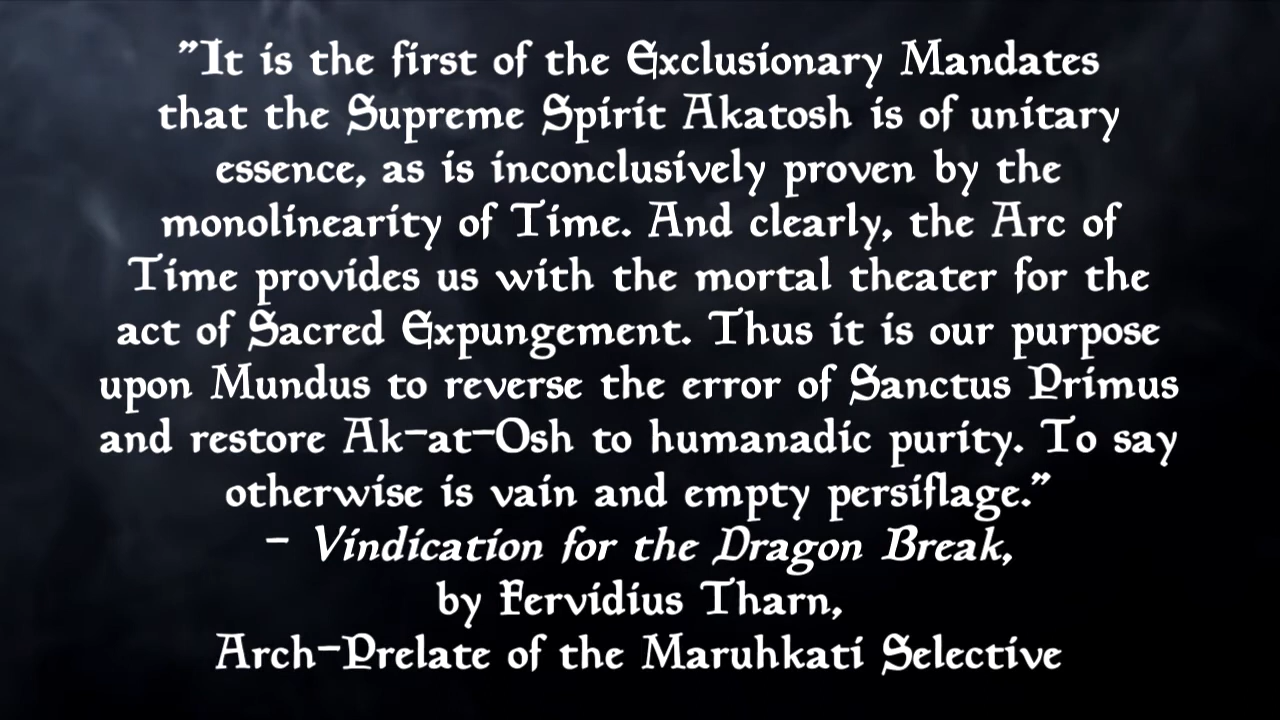 "It is the first of the Exclusionary Mandates
that the Supreme Spirit Akatosh is of unitary
essence, as is inconclusively proven by the
monolinearity of Time. And clearly, the Arc of
Time provides us with the mortal theater for the
act of Sacred Expungement. Thus it is our purpose
upon Mundus to reverse the error of Sanctus Primus
and restore Ak-at-Osh to humanadic purity. To say
otherwise is vain and empty persiflage."
- Vindication for the Dragon Break,
by Fervidius Tharn,
Arch-Prelate of the Maruhkati Selective